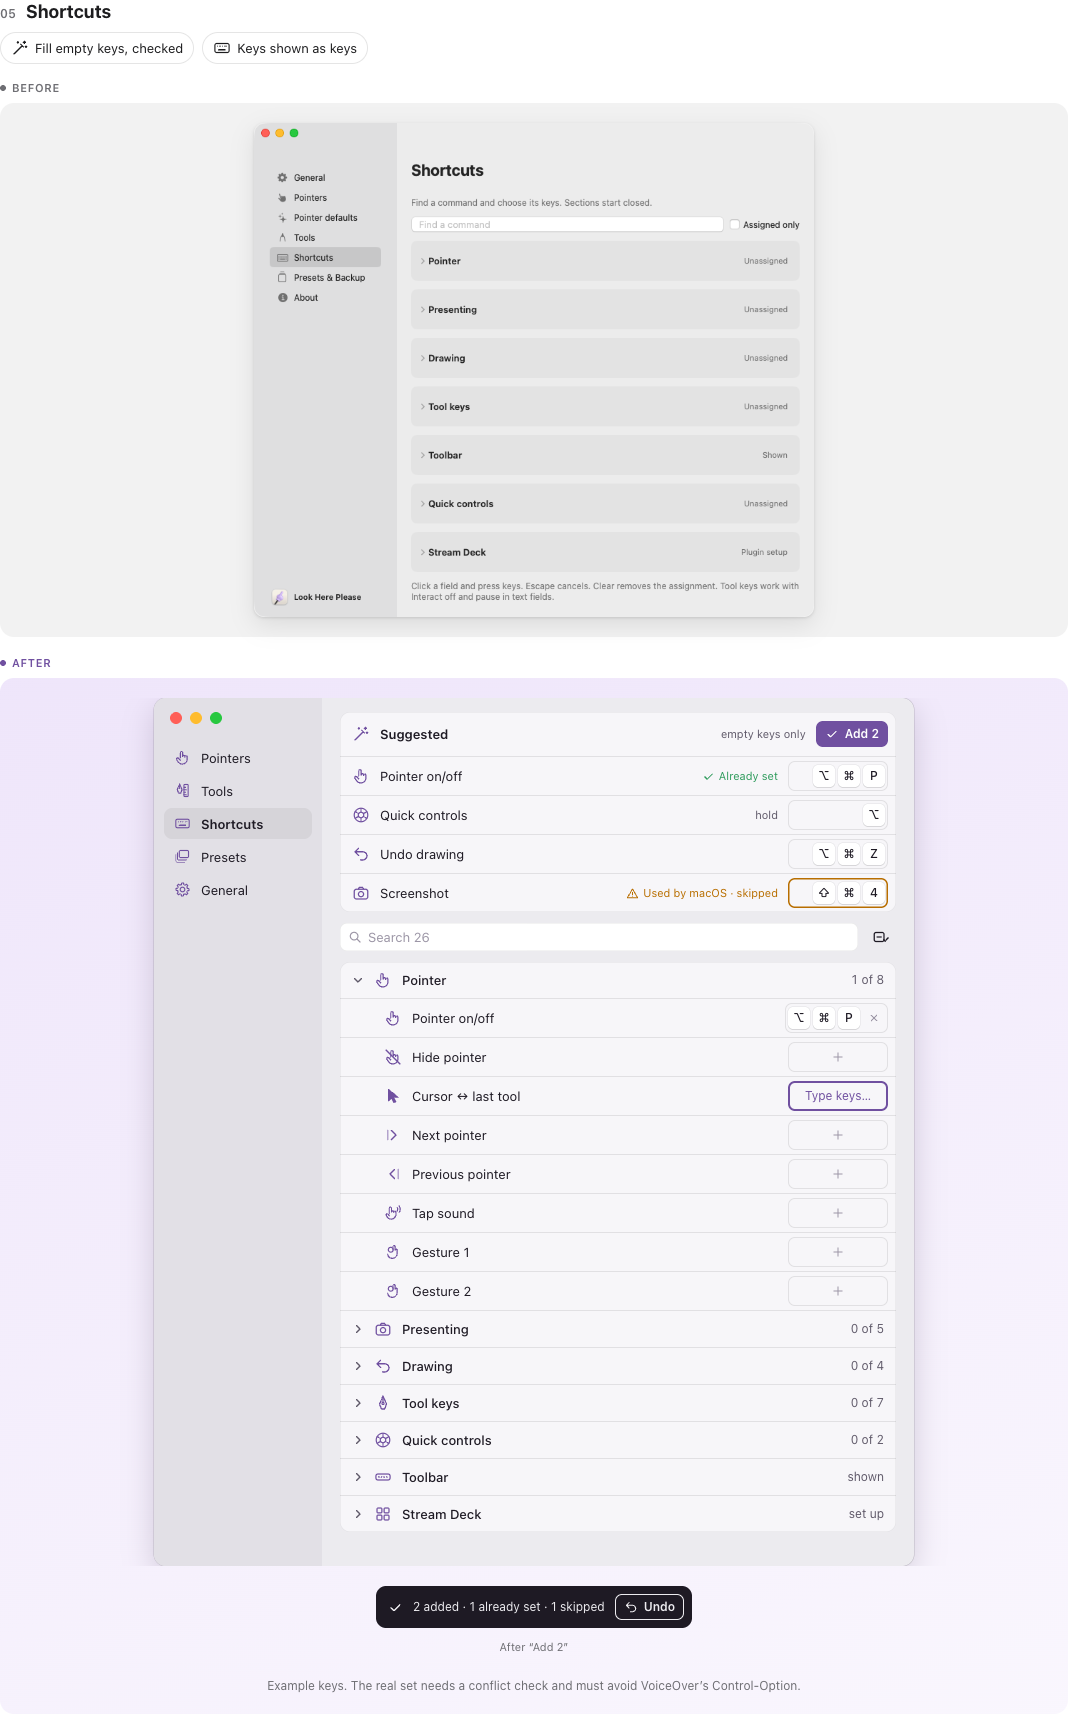 05 Shortcuts
Fill empty keys, checked
Keys shown as keys
BEFORE
General
Pointers
Pointer defaults
Tools
Shortcuts
Presets & Backup
About
Look Here Please
Shortcuts
Find a command and choose its keys. Sections start closed.
Find a command
Assigned only
Pointer Unassigned
Presenting Unassigned
Drawing Unassigned
Tool keys Unassigned
Toolbar Shown
Quick controls Unassigned
Stream Deck Plugin setup
Click a field and press keys. Escape cancels. Clear removes the assignment. Tool keys work with
Interact off and pause in text fields.
AFTER
Pointers
Tools
Shortcuts
Presets
General
Suggested empty keys only Add 2
Pointer on/off Already set ⌥ ⌘ P
Quick controls hold ⌥
Undo drawing ⌥ ⌘ Z
Screenshot Used by macOS · skipped ⇧ ⌘ 4
Search 26
Pointer 1 of 8
Pointer on/off ⌥ ⌘ P ×
Hide pointer +
Cursor ↔ last tool Type keys…
Next pointer +
Previous pointer +
Tap sound +
Gesture 1 +
Gesture 2 +
Presenting 0 of 5
Drawing 0 of 4
Tool keys 0 of 7
Quick controls 0 of 2
Toolbar shown
Stream Deck set up
2 added · 1 already set · 1 skipped Undo
After “Add 2”
Example keys. The real set needs a conflict check and must avoid VoiceOver’s Control-Option.